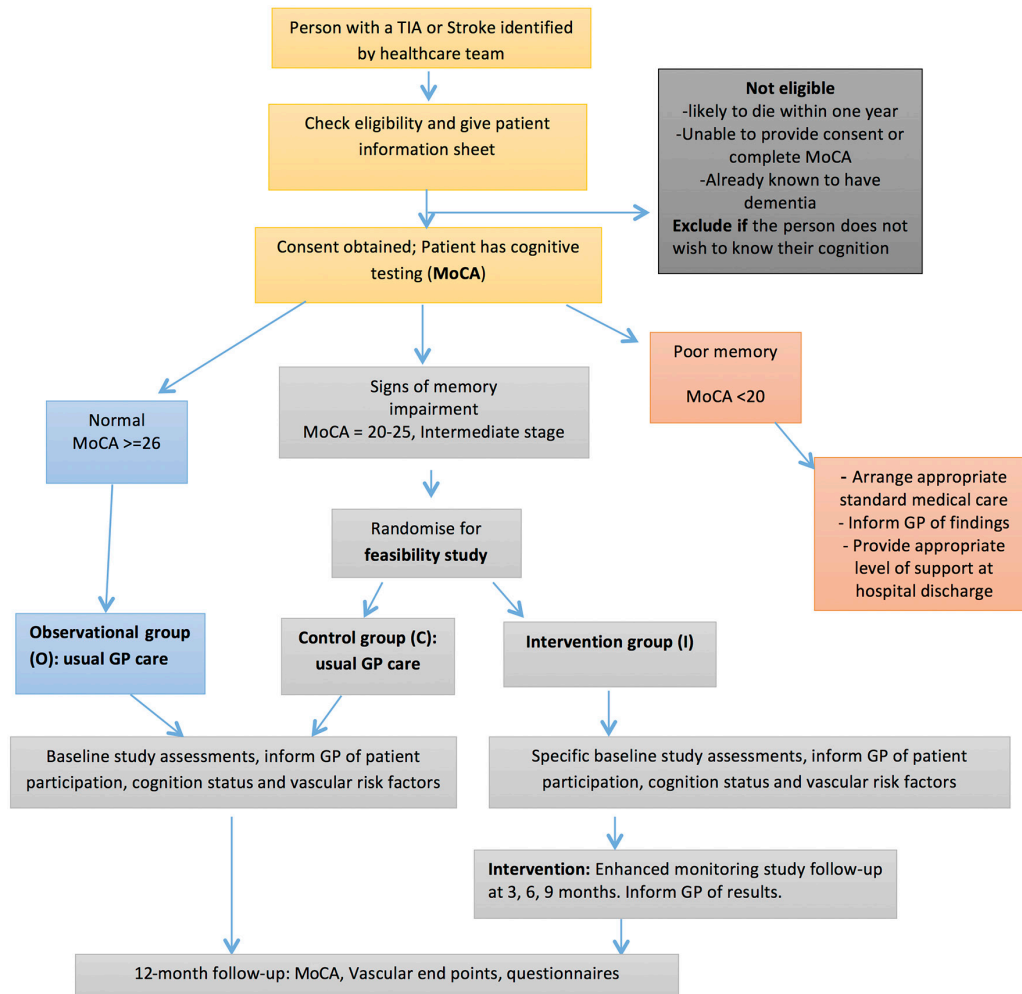 Person with a TIA or Stroke identified
by healthcare team
Not eligible
-likely to die within one year
-Unable to provide consent or
complete MoCA
-Already known to have
dementia
Exclude if the person does not
wish to know their cognition
Check eligibility and give patient
information sheet
Consent obtained; Patient has cognitive
testing (MoCA)
Poor memory
MoCA <20
Signs of memory
impairment
MoCA = 20-25, Intermediate stage
Normal
MoCA >=26
- Arrange appropriate
standard medical care
- Inform GP of findings
- Provide appropriate
level of support at
hospital discharge
Randomise for
feasibility study
Observational group
(O): usual GP care
Control group (C):
usual GP care
Intervention group (I)
Baseline study assessments, inform GP of patient
participation, cognition status and vascular risk factors
Specific baseline study assessments, inform GP of patient
participation, cognition status and vascular risk factors
Intervention: Enhanced monitoring study follow-up
at 3, 6, 9 months. Inform GP of results.
12-month follow-up: MoCA, Vascular end points, questionnaires